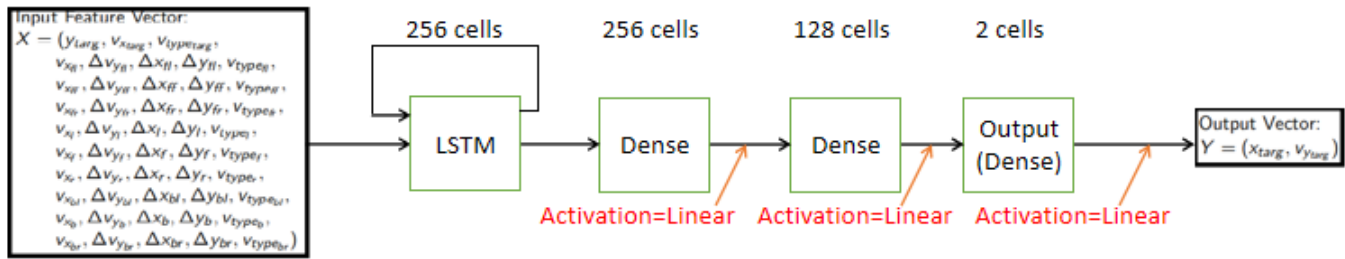 Input Feature Vector:
X = (y_targ, v_x_targ, v_type_targ,
v_x_fl, Δv_y_fl, Δx_fl, Δy_fl, v_type_fl,
v_x_ff, Δv_y_ff, Δx_ff, Δy_ff, v_type_ff,
v_x_fr, Δv_y_fr, Δx_fr, Δy_fr, v_type_fr,
v_x_l, Δv_y_l, Δx_l, Δy_l, v_type_l,
v_x_f, Δv_y_f, Δx_f, Δy_f, v_type_f,
v_x_r, Δv_y_r, Δx_r, Δy_r, v_type_r,
v_x_bl, Δv_y_bl, Δx_bl, Δy_bl, v_type_bl,
v_x_b, Δv_y_b, Δx_b, Δy_b, v_type_b,
v_x_br, Δv_y_br, Δx_br, Δy_br, v_type_br)
256 cells
LSTM
256 cells
Dense
Activation=Linear
128 cells
Dense
Activation=Linear
2 cells
Output
(Dense)
Activation=Linear
Output Vector:
Y = (x_targ, v_y_targ)